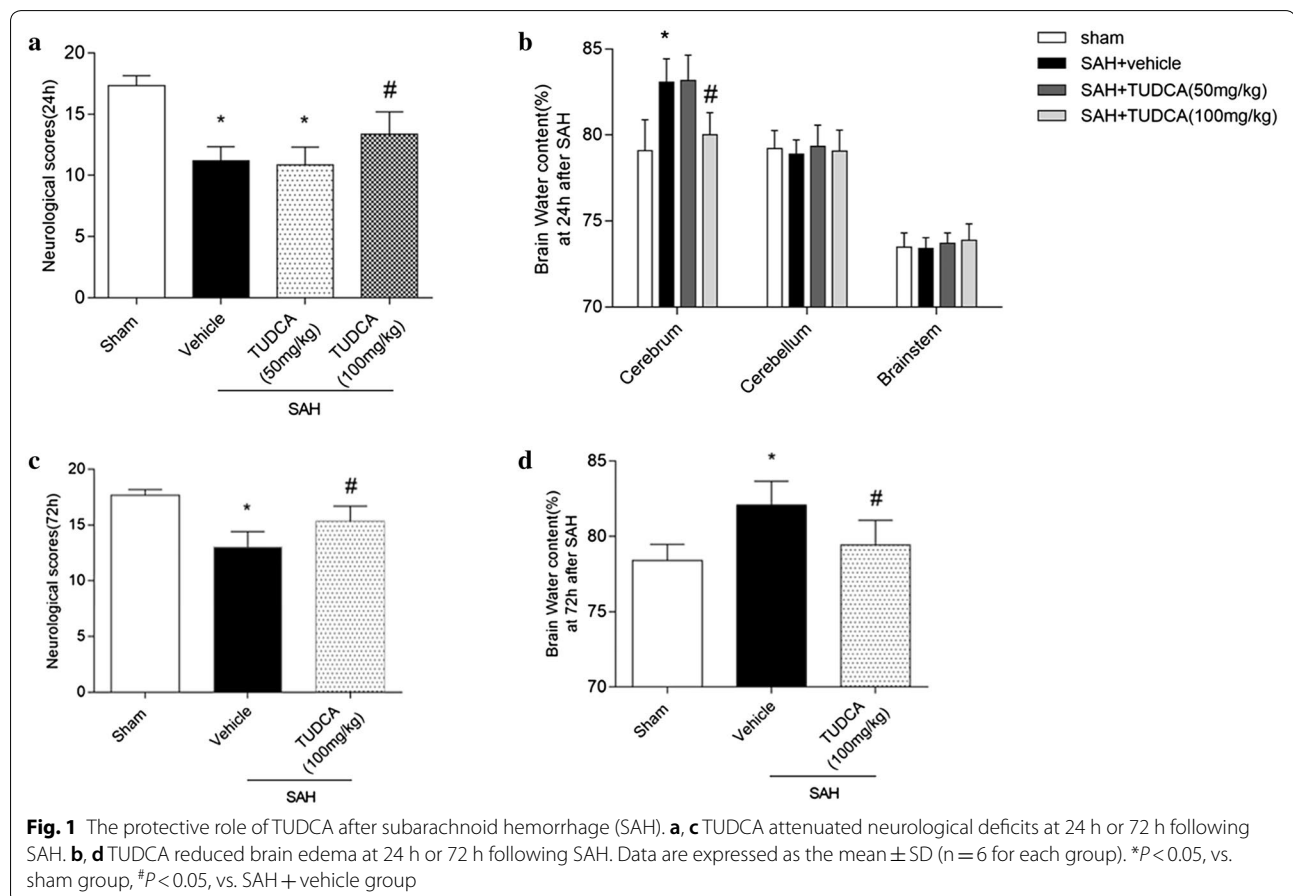 a
20
15
10
5
0
Neurological scores(24h)
*
*
#
Sham
Vehicle
TUDCA
(50mg/kg)
TUDCA
(100mg/kg)
SAH
b
85
80
75
70
Brain Water content(%)
at 24h after SAH
*
#
Cerebrum
Cerebellum
Brainstem
sham
SAH+vehicle
SAH+TUDCA(50mg/kg)
SAH+TUDCA(100mg/kg)
c
20
15
10
5
0
Neurological scores(72h)
*
#
Sham
Vehicle
TUDCA
(100mg/kg)
SAH
d
85
80
75
70
Brain Water content(%)
at 72h after SAH
*
#
Sham
Vehicle
TUDCA
(100mg/kg)
SAH
Fig. 1 The protective role of TUDCA after subarachnoid hemorrhage (SAH). a, c TUDCA attenuated neurological deficits at 24 h or 72 h following
SAH. b, d TUDCA reduced brain edema at 24 h or 72 h following SAH. Data are expressed as the mean ± SD (n = 6 for each group). *P < 0.05, vs.
sham group, #P < 0.05, vs. SAH + vehicle group